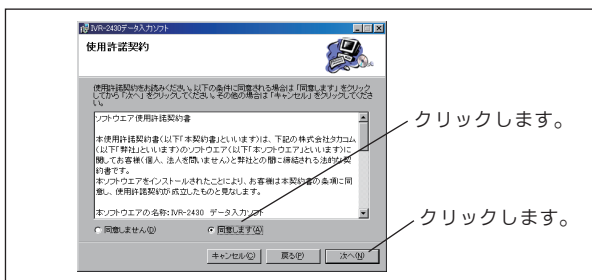 IVR-2430データ入力ソフト
使用許諾契約
使用許諾契約をお読みください。以下の条件に同意される場合は「同意します」をクリック
してから「次へ」をクリックしてください。その他の場合は「キャンセル」をクリックしてくださ
い。
ソフトウエア使用許諾契約書
本使用許諾契約書(以下「本契約書」といいます)は、下記の株式会社タカコム
(以下「弊社」といいます)のソフトウエア(以下「本ソフトウエア」といいます)に
関してお客様(個人、法人を問いません)と弊社との間に締結される法的な契
約書です。
本ソフトウエアをインストールされたことにより、お客様は本契約書の条項に同
意し、使用許諾契約が成立したものと見なします。
本ソフトウエアの名称:IVR-2430 データ入力ソフト
同意しません(D)
同意します(A)
キャンセル(C)
戻る(P)
次へ(N)
クリックします。
クリックします。